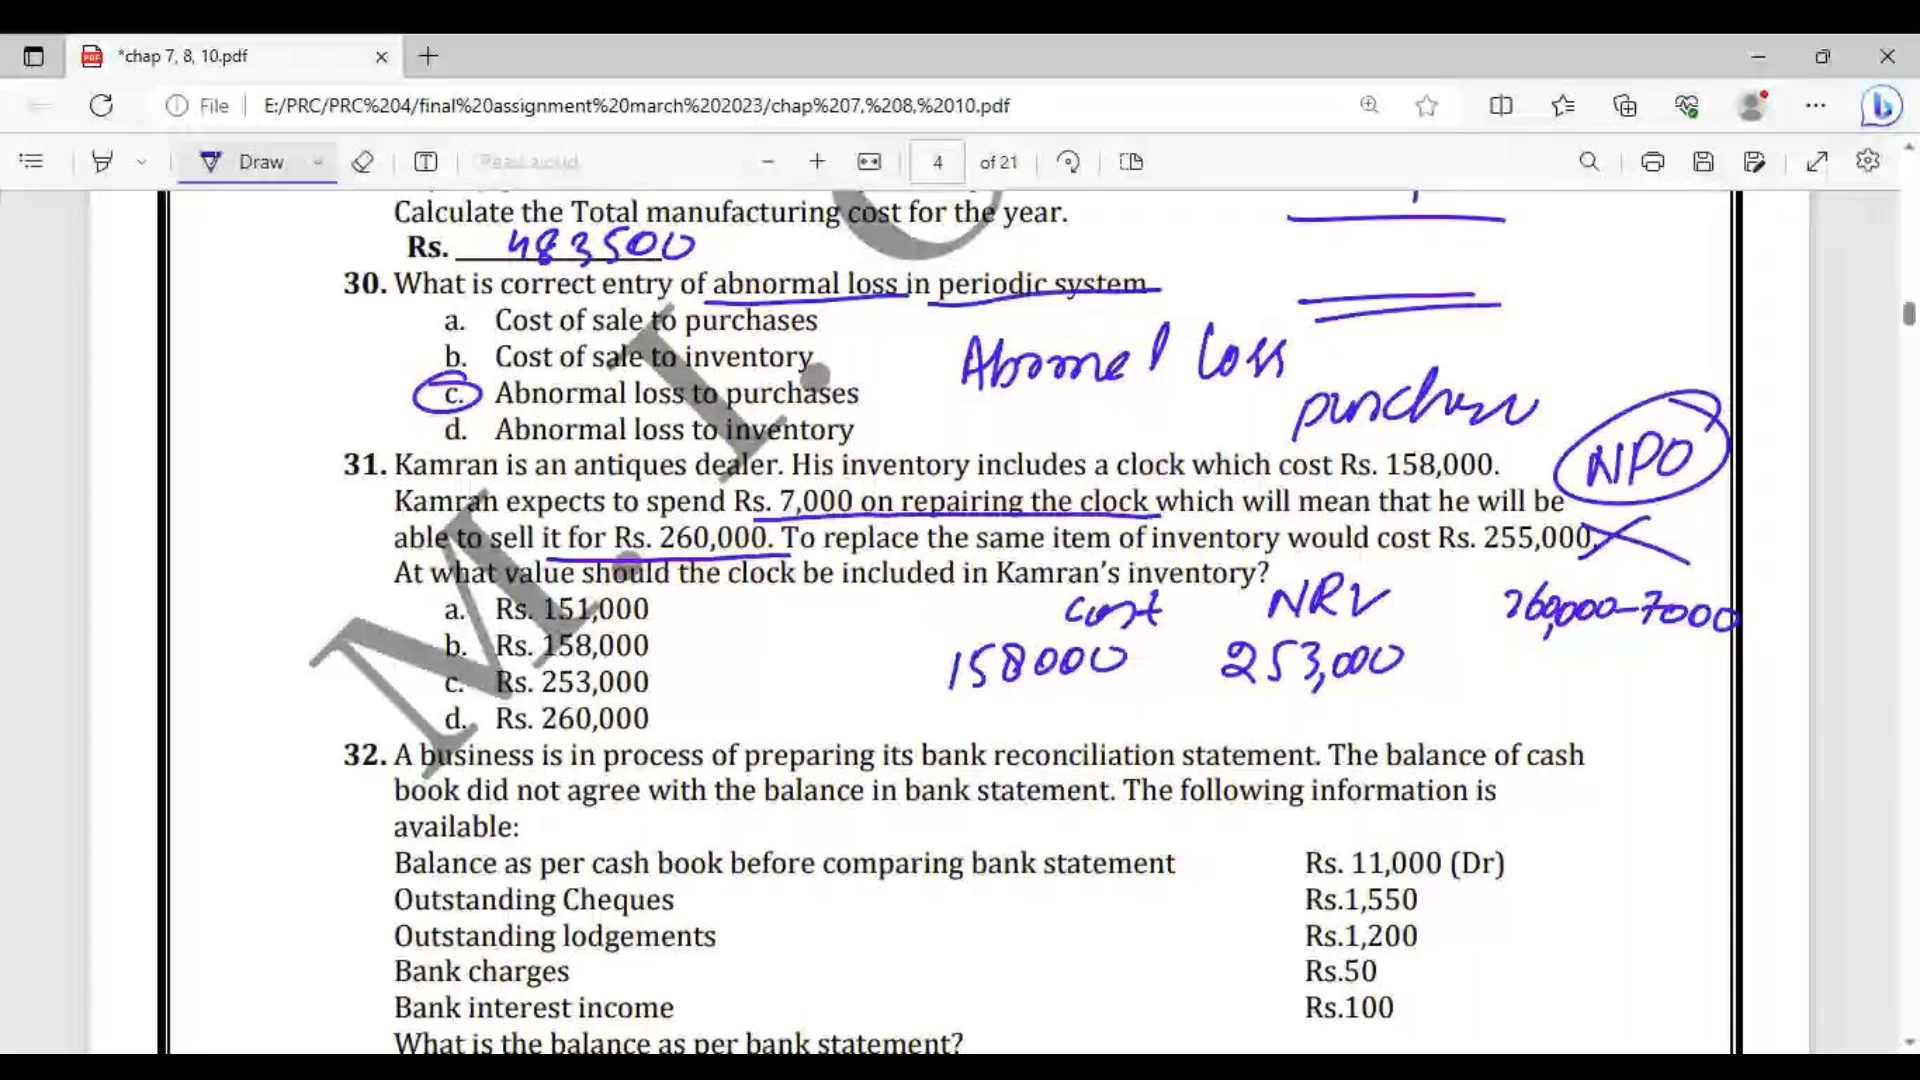 *chap 7, 8, 10.pdf
File E:/PRC/PRC%204/final%20assignment%20march%202023/chap%207,%208,%2010.pdf
Draw Read aloud 4 of 21
Calculate the Total manufacturing cost for the year.
Rs. 483500
30. What is correct entry of abnormal loss in periodic system
a. Cost of sale to purchases
b. Cost of sale to inventory
c. Abnormal loss to purchases
d. Abnormal loss to inventory
Abnormal loss
purchase
NPO
31. Kamran is an antiques dealer. His inventory includes a clock which cost Rs. 158,000.
Kamran expects to spend Rs. 7,000 on repairing the clock which will mean that he will be
able to sell it for Rs. 260,000. To replace the same item of inventory would cost Rs. 255,000.
At what value should the clock be included in Kamran’s inventory?
a. Rs. 151,000
b. Rs. 158,000
c. Rs. 253,000
d. Rs. 260,000
cost NRV 260,000-7000
158000 253,000
32. A business is in process of preparing its bank reconciliation statement. The balance of cash
book did not agree with the balance in bank statement. The following information is
available:
Balance as per cash book before comparing bank statement Rs. 11,000 (Dr)
Outstanding Cheques Rs.1,550
Outstanding lodgements Rs.1,200
Bank charges Rs.50
Bank interest income Rs.100
What is the balance as per bank statement?
M.I.C